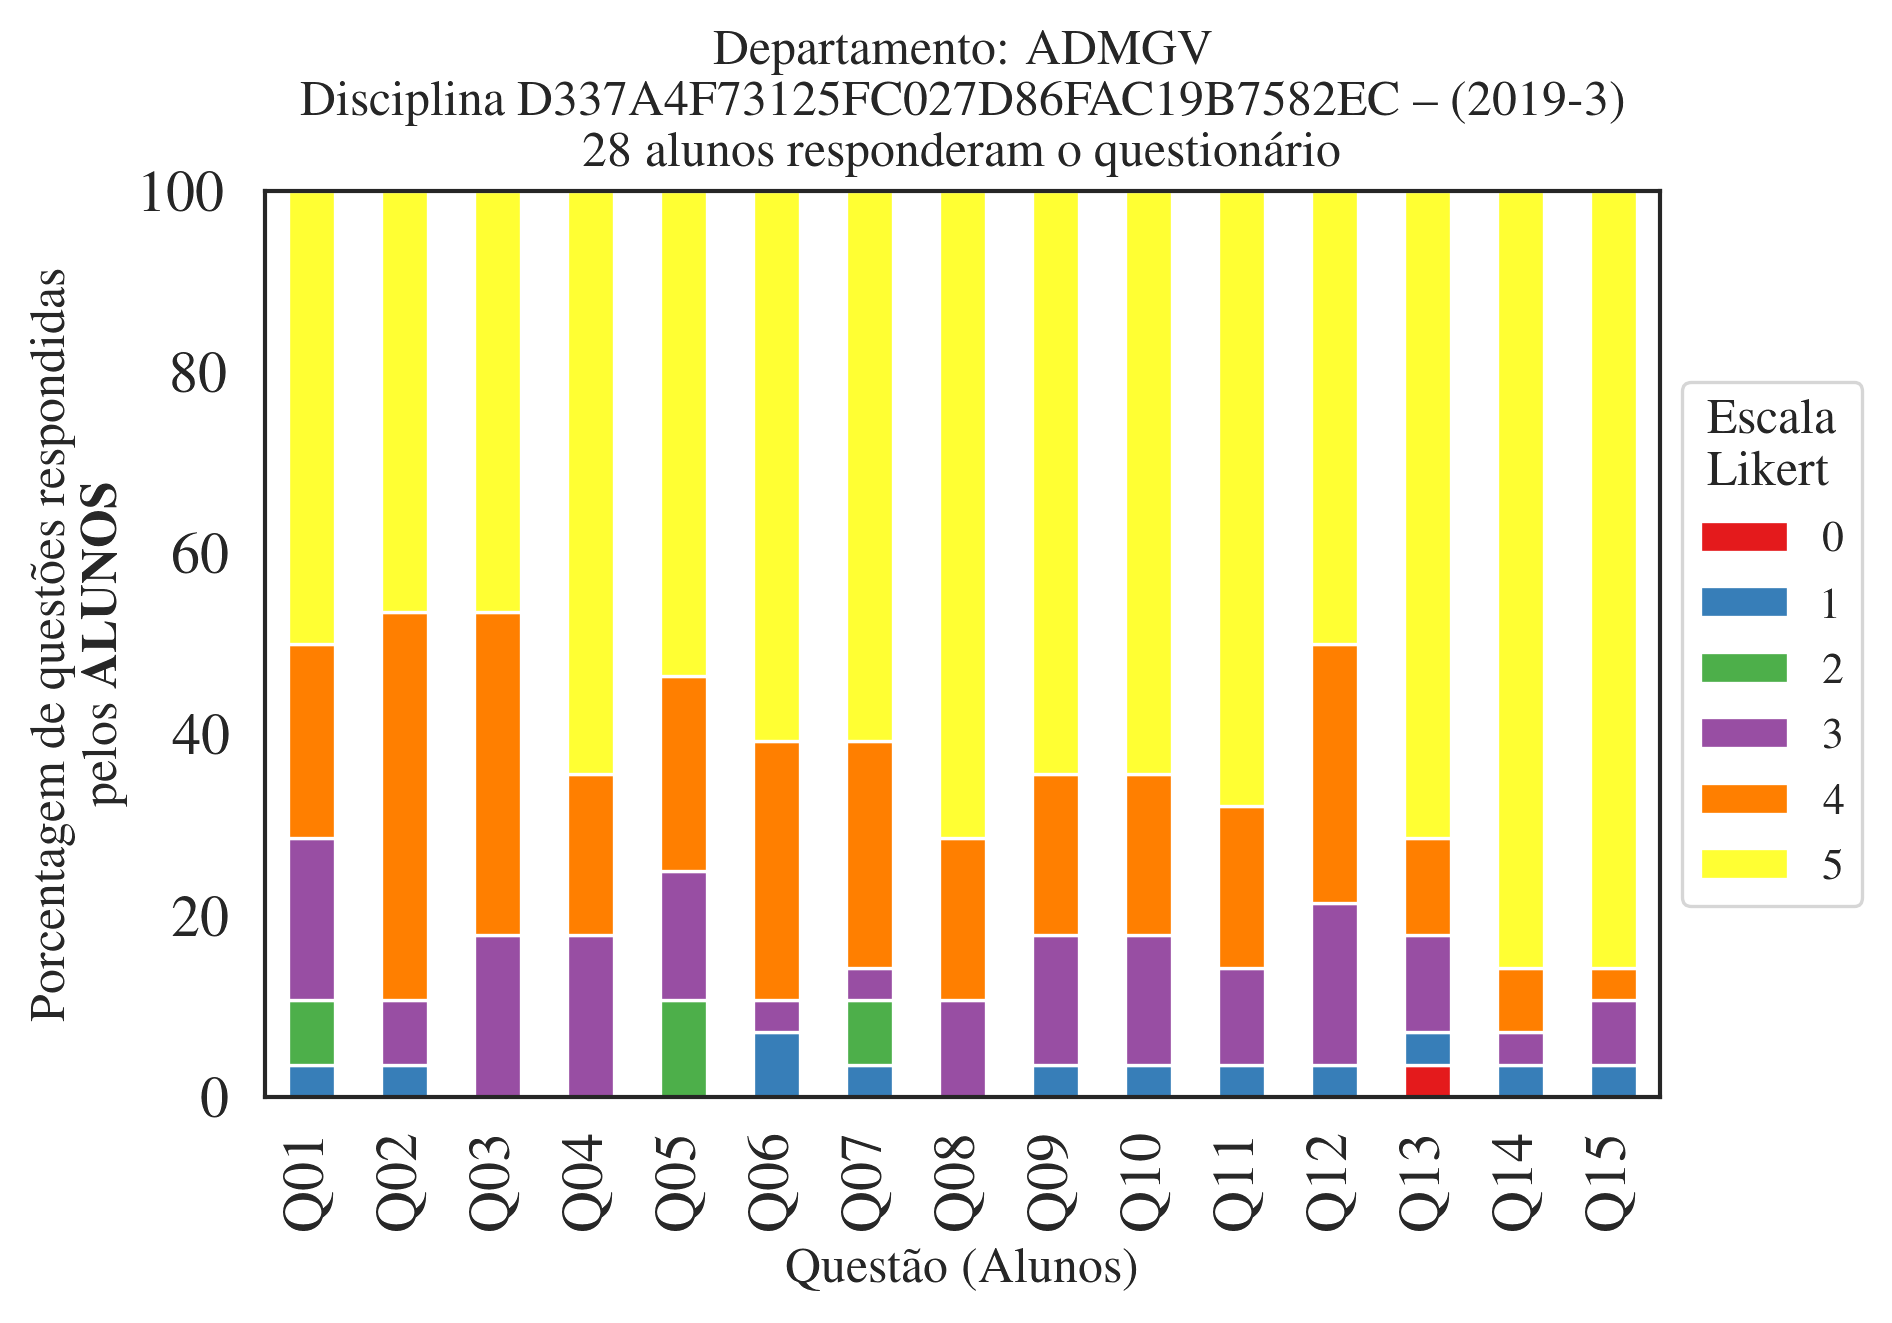 Departamento: ADMGV
Disciplina D337A4F73125FC027D86FAC19B7582EC – (2019-3)
28 alunos responderam o questionário
Porcentagem de questões respondidas
pelos ALUNOS
100
80
60
40
20
0
Q01
Q02
Q03
Q04
Q05
Q06
Q07
Q08
Q09
Q10
Q11
Q12
Q13
Q14
Q15
Questão (Alunos)
Escala
Likert
0
1
2
3
4
5